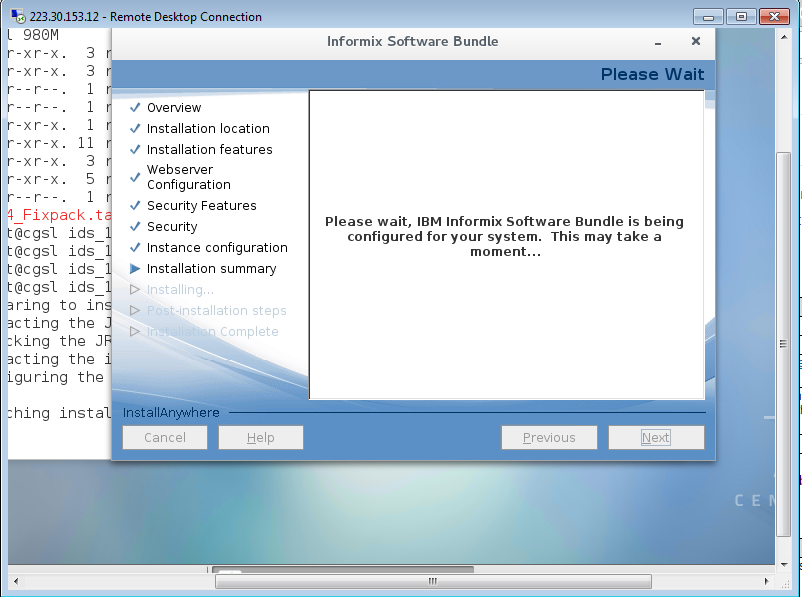 223.30.153.12 - Remote Desktop Connection
l 980M
r-xr-x. 3 r
r-xr-x. 3 r
r--r--. 1 r
r--r--. 1 r
r-xr-x. 1 r
r-xr-x. 11 r
r-xr-x. 3 r
r-xr-x. 5 r
r--r--. 1 r
4_Fixpack.ta
t@cgsl ids_1
t@cgsl ids_1
t@cgsl ids_1
t@cgsl ids_1
aring to ins
acting the J
cking the JR
acting the i
iguring the
ching instal
Informix Software Bundle
Please Wait
Overview
Installation location
Installation features
Webserver
Configuration
Security Features
Security
Instance configuration
Installation summary
Installing...
Post-installation steps
Installation Complete
Please wait, IBM Informix Software Bundle is being
configured for your system. This may take a
moment...
InstallAnywhere
Cancel
Help
Previous
Next
CEN